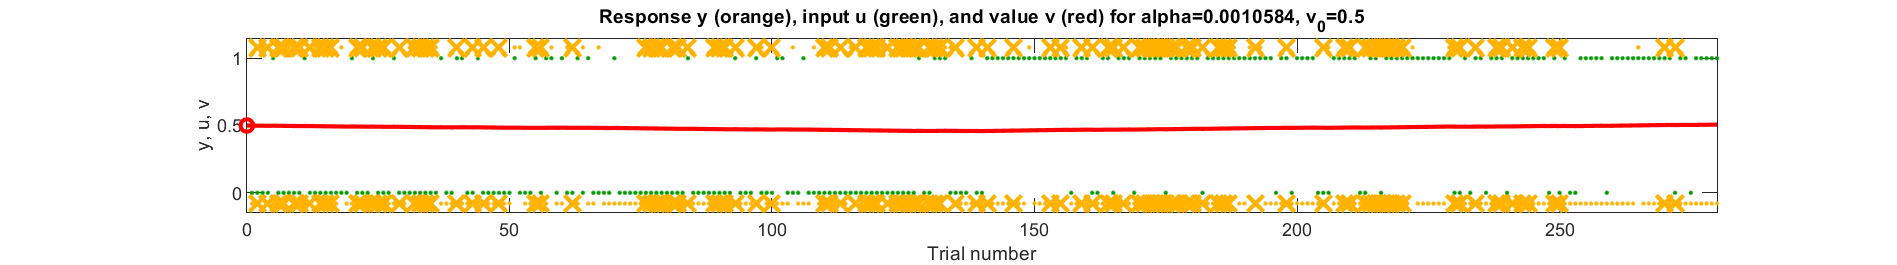 Response y (orange), input u (green), and value v (red) for alpha=0.0010584, v0=0.5
y, u, v
1
0.5
0
0 50 100 150 200 250
Trial number